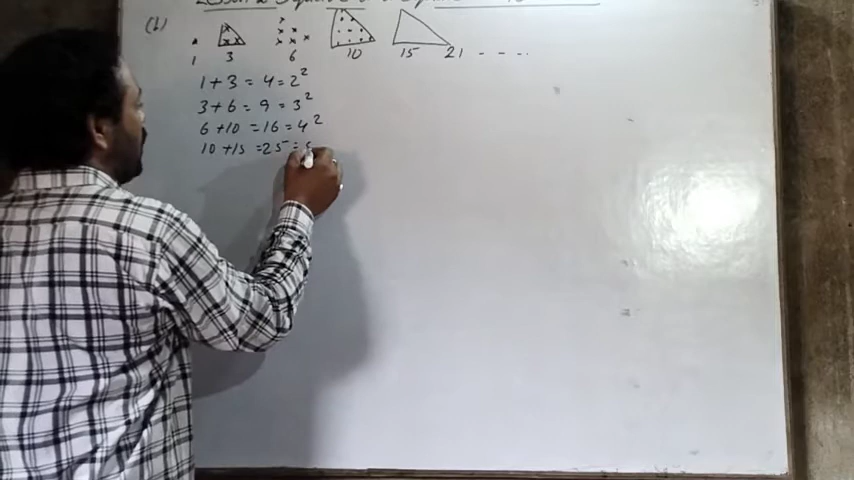 (b)
1 3 6 10 15 21 - - - -
1 + 3 = 4 = 2²
3 + 6 = 9 = 3²
6 + 10 = 16 = 4²
10 + 15 = 25 =